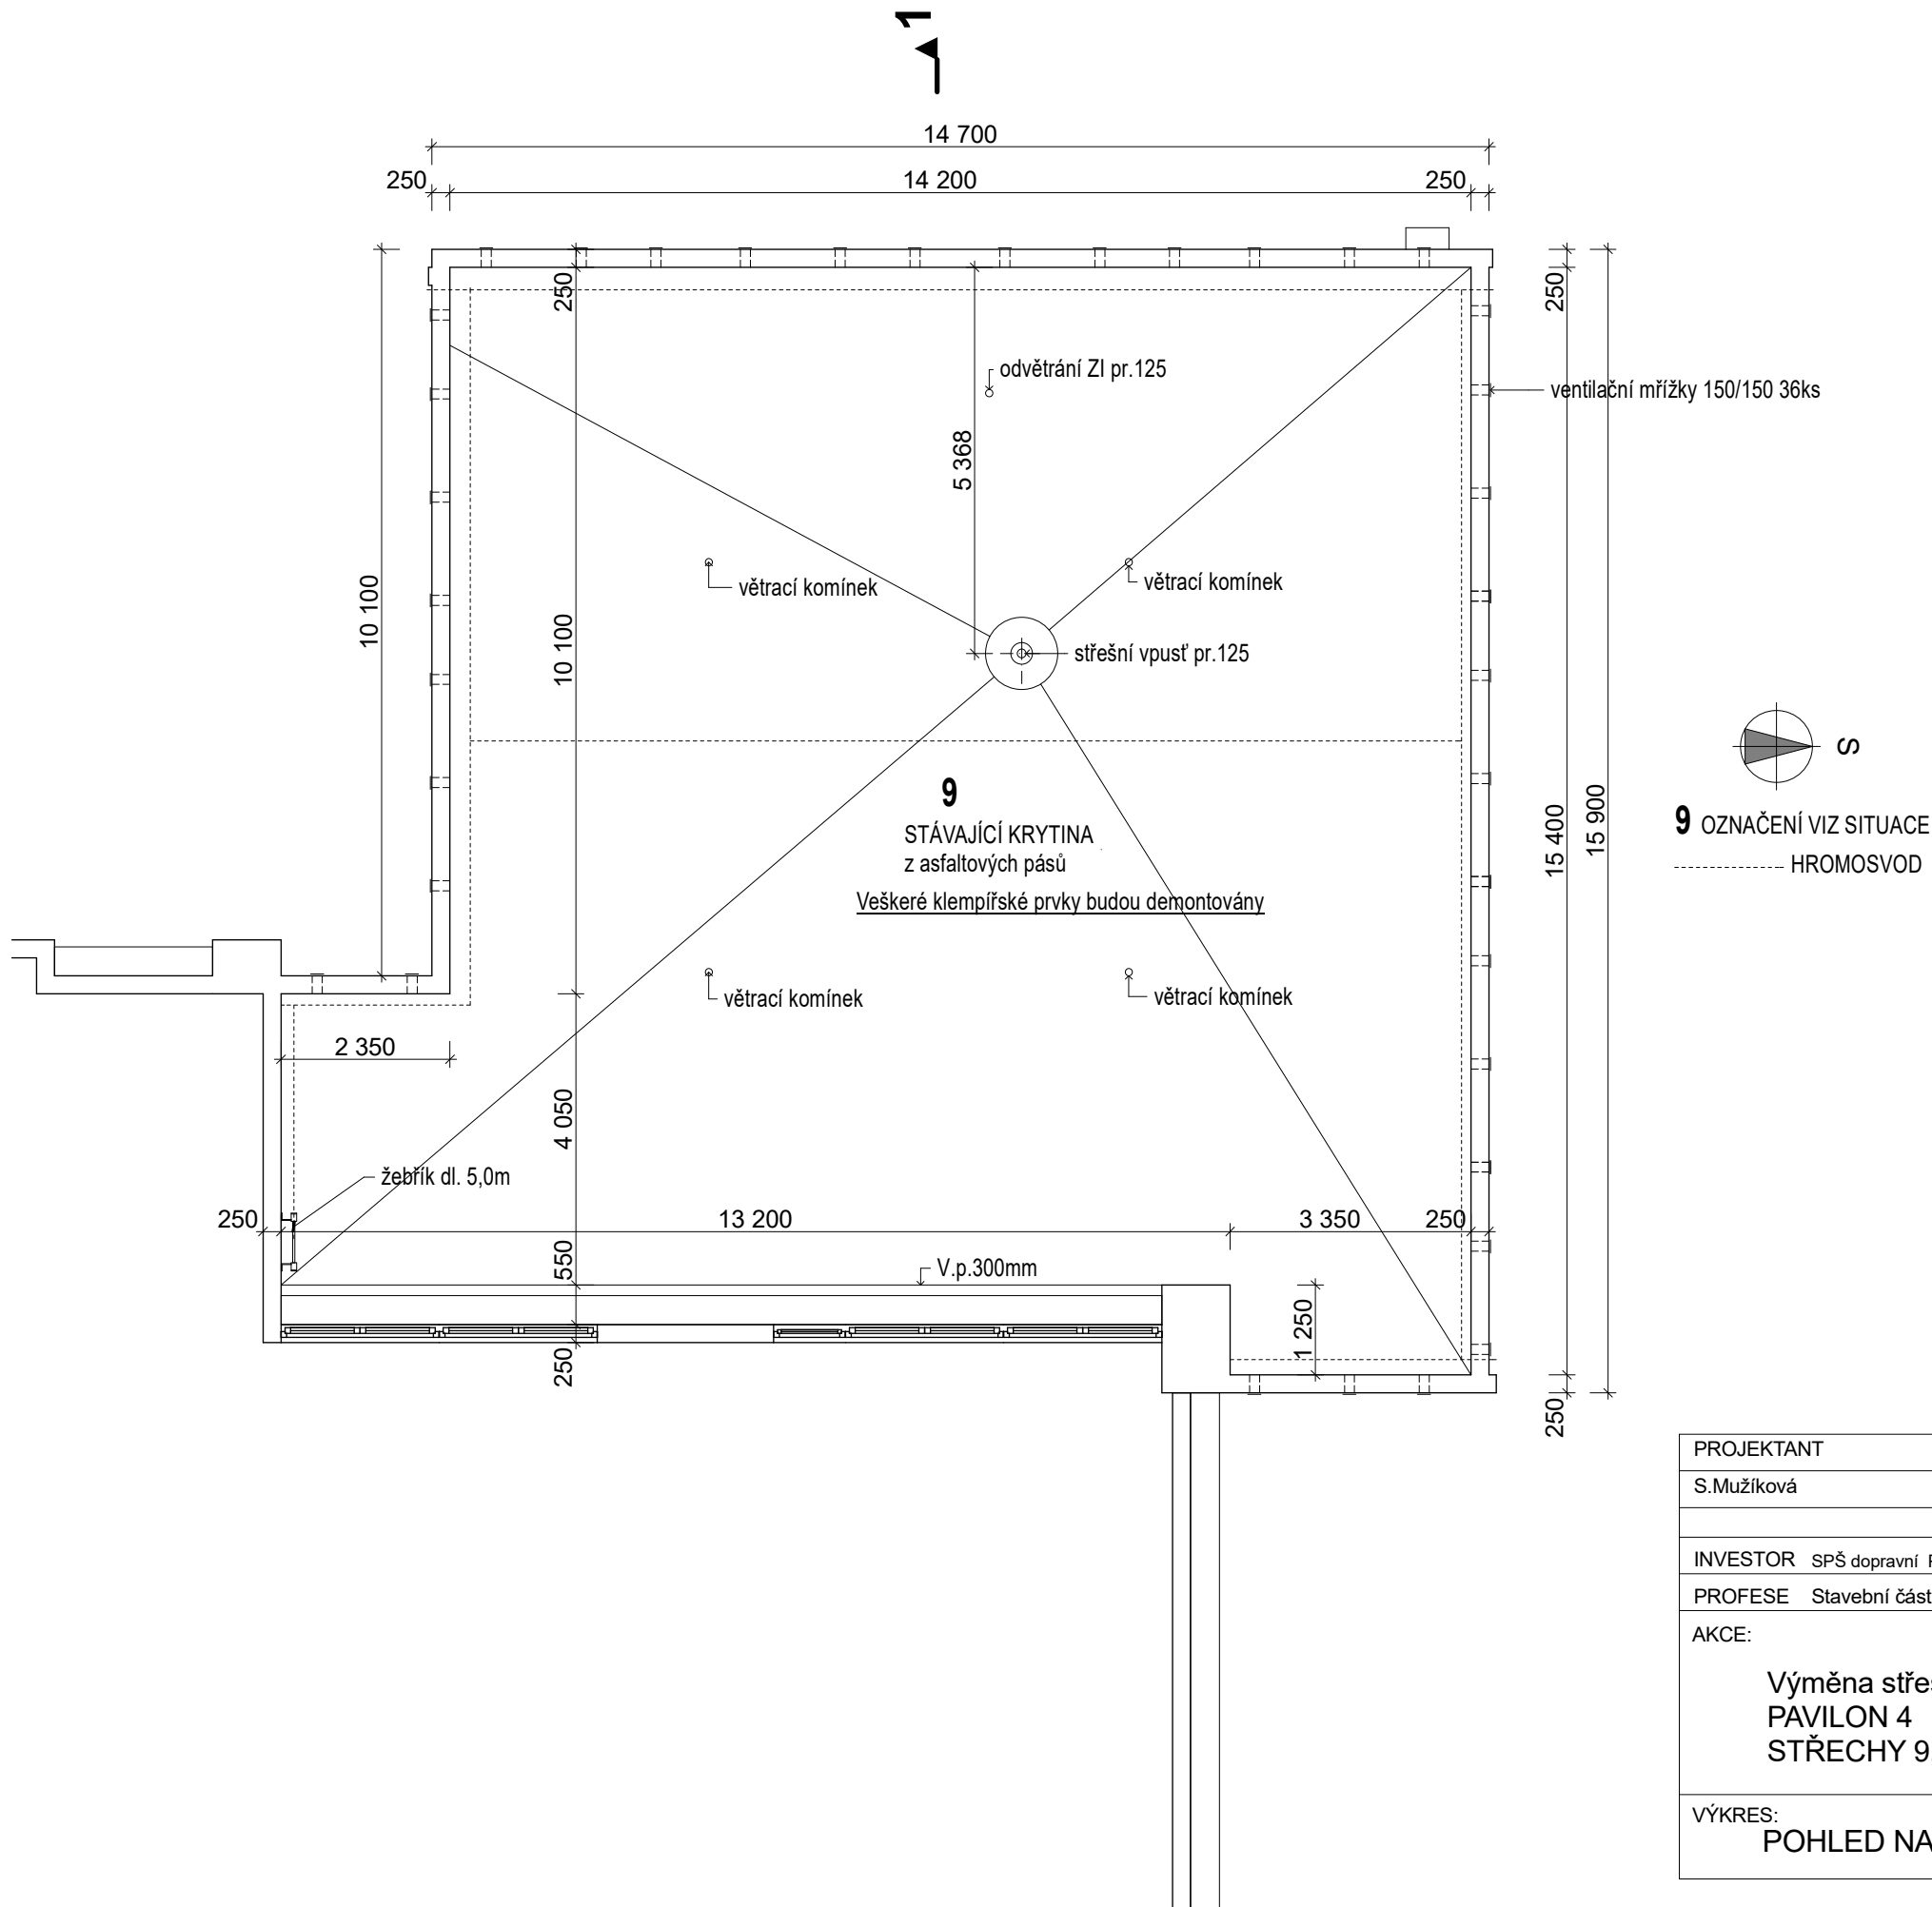 1
14 700
250
14 200
250
250
250
odvětrání ZI pr.125
ventilační mřížky 150/150 36ks
5 368
větrací komínek
větrací komínek
10 100
10 100
střešní vpusť pr.125
S
9
STÁVAJÍCÍ KRYTINA
z asfaltových pásů
Veškeré klempířské prvky budou demontovány
15 400
15 900
9 OZNAČENÍ VIZ SITUACE
HROMOSVOD
větrací komínek
větrací komínek
2 350
4 050
žebřík dl. 5,0m
250
13 200
3 350
250
550
V.p.300mm
1 250
250
250
PROJEKTANT
S.Mužíková
INVESTOR SPŠ dopravní
PROFESE Stavební část
AKCE:
Výměna
PAVILON 4
STŘECHY 9
VÝKRES:
POHLED NA